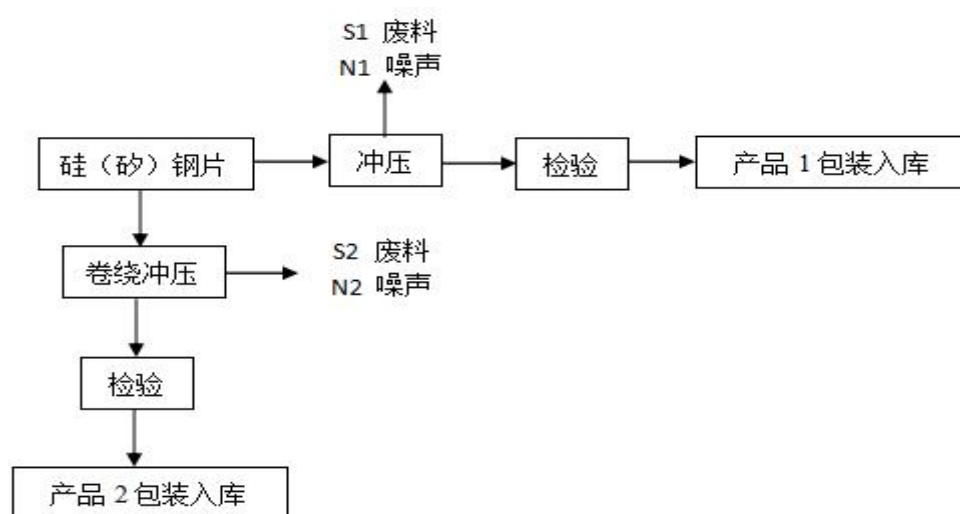 S1 废料
N1 噪声
硅（矽）钢片
冲压
检验
产品 1 包装入库
卷绕冲压
S2 废料
N2 噪声
检验
产品 2 包装入库